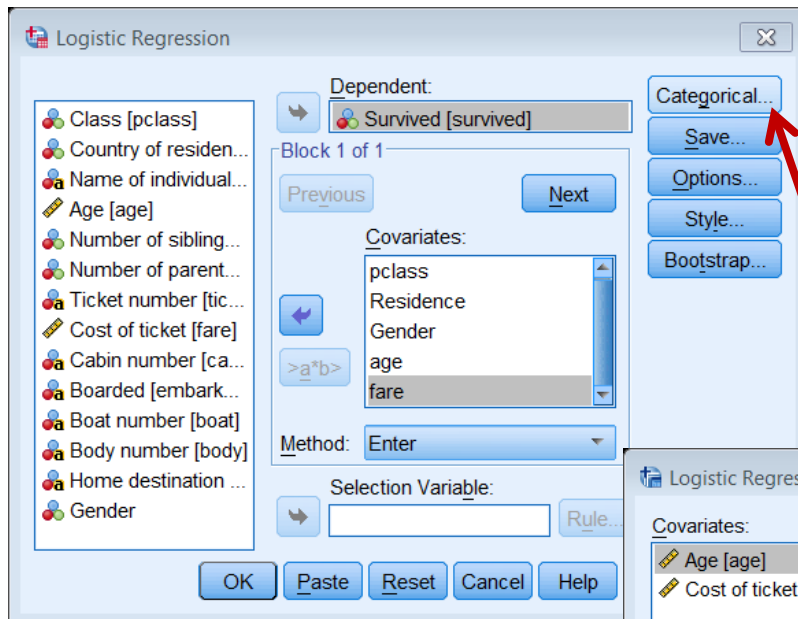 Logistic Regression
Class [pclass]
Country of residen...
Name of individual...
Age [age]
Number of sibling...
Number of parent...
Ticket number [tic...
Cost of ticket [fare]
Cabin number [ca...
Boarded [embark...
Boat number [boat]
Body number [body]
Home destination ...
Gender
Dependent:
Survived [survived]
Block 1 of 1
Previous
Next
Covariates:
pclass
Residence
Gender
age
fare
>a*b>
Method: Enter
Selection Variable:
Rule...
Categorical...
Save...
Options...
Style...
Bootstrap...
OK Paste Reset Cancel Help
Logistic Regres
Covariates:
Age [age]
Cost of ticket